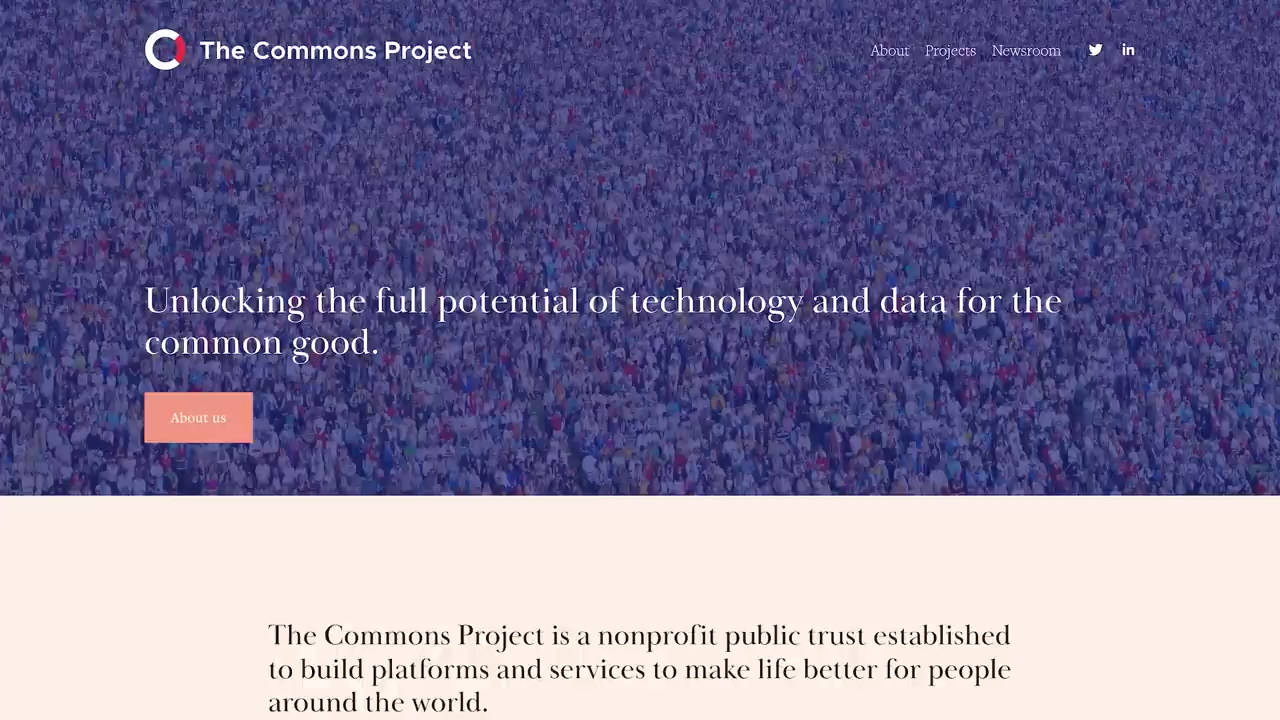 The Commons Project
About Projects Newsroom
Unlocking the full potential of technology and data for the
common good.
About us
The Commons Project is a nonprofit public trust established
to build platforms and services to make life better for people
around the world.